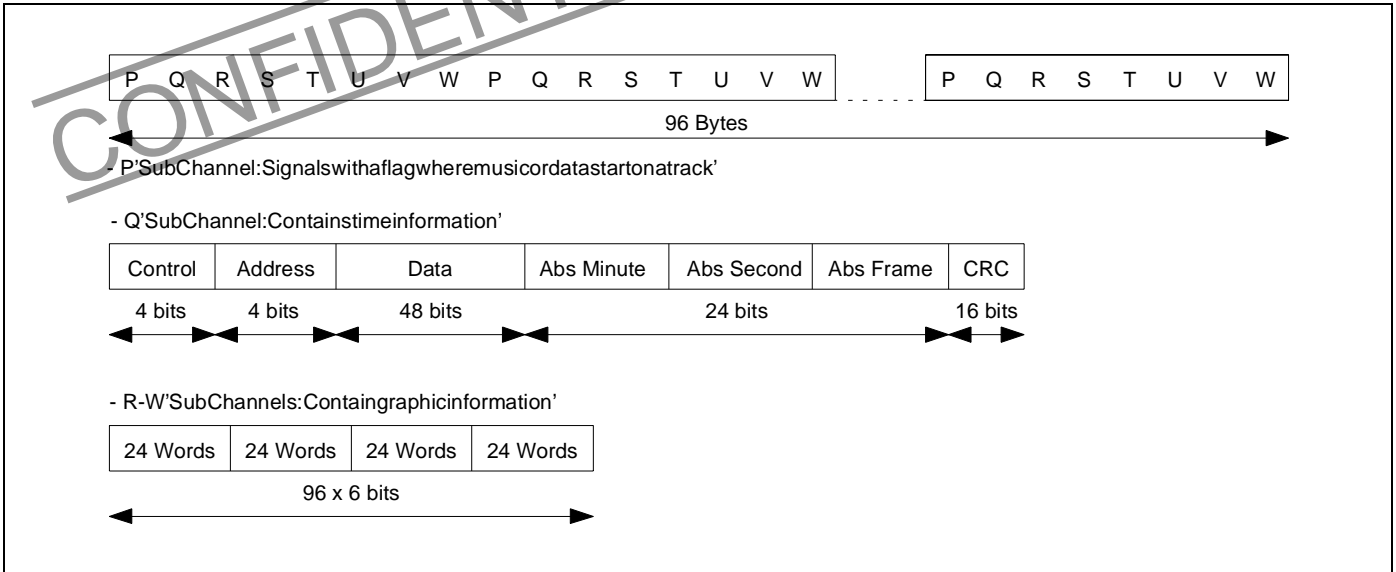 CONFIDENT
P Q R S T U V W P Q R S T U V W P Q R S T U V W
96 Bytes
- P'SubChannel:Signalswithaflagwheremusicordatastartonatrack’
- Q’SubChannel:Containstimeinformation’
Control Address Data Abs Minute Abs Second Abs Frame CRC
4 bits 4 bits 48 bits 24 bits 16 bits
- R-W’SubChannels:Containgraphicinformation’
24 Words 24 Words 24 Words 24 Words
96 x 6 bits